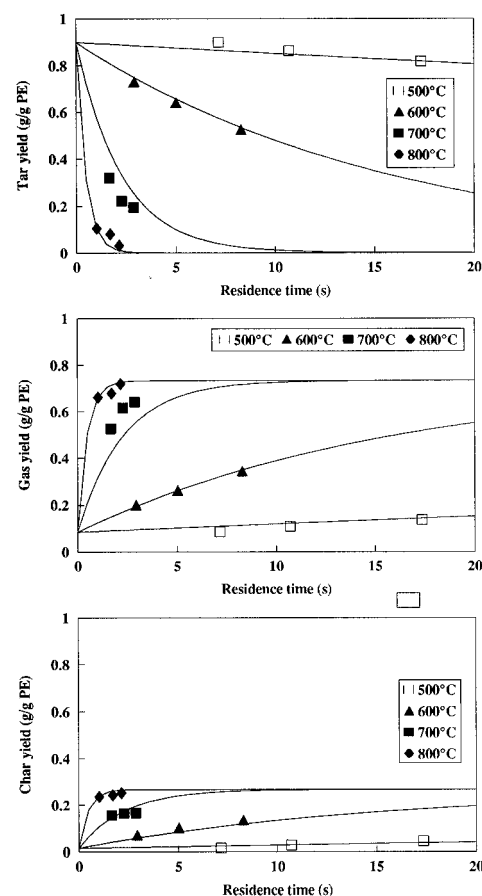 1
0.8
0.6
0.4
0.2
0
Tar yield (g/g PE)
500°C
600°C
700°C
800°C
0 5 10 15 20
Residence time (s)
1
0.8
0.6
0.4
0.2
0
Gas yield (g/g PE)
500°C 600°C 700°C 800°C
0 5 10 15 20
Residence time (s)
1
0.8
0.6
0.4
0.2
0
Char yield (g/g PE)
500°C
600°C
700°C
800°C
0 5 10 15 20
Residence time (s)